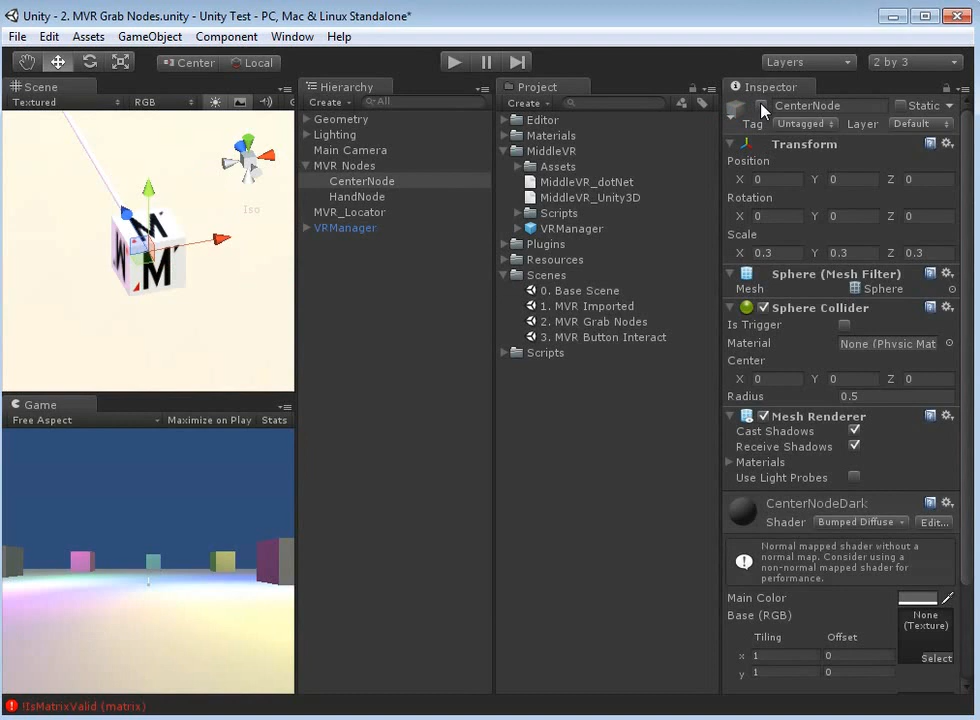 Unity - 2. MVR Grab Nodes.unity - Unity Test - PC, Mac & Linux Standalone*
File Edit Assets GameObject Component Window Help
Center Local Layers 2 by 3
Scene
Textured RGB
Iso
M
M
M
Game
Free Aspect Maximize on Play Stats
Hierarchy
Create All
Geometry
Lighting
Main Camera
MVR Nodes
CenterNode
HandNode
MVR_Locator
VRManager
Project
Create
Editor
Materials
MiddleVR
Assets
MiddleVR_dotNet
MiddleVR_Unity3D
Scripts
VRManager
Plugins
Resources
Scenes
0. Base Scene
1. MVR Imported
2. MVR Grab Nodes
3. MVR Button Interact
Scripts
Inspector
CenterNode Static
Tag Untagged Layer Default
Transform
Position
X 0 Y 0 Z 0
Rotation
X 0 Y 0 Z 0
Scale
X 0.3 Y 0.3 Z 0.3
Sphere (Mesh Filter)
Mesh Sphere
Sphere Collider
Is Trigger
Material None (Physic Mat
Center
X 0 Y 0 Z 0
Radius 0.5
Mesh Renderer
Cast Shadows
Receive Shadows
Materials
Use Light Probes
CenterNodeDark
Shader Bumped Diffuse Edit...
Normal mapped shader without a
normal map. Consider using a
non-normal mapped shader for
performance.
Main Color
Base (RGB)
None
(Texture)
Tiling Offset
x 1 0
y 1 0
Select
!IsMatrixValid (matrix)